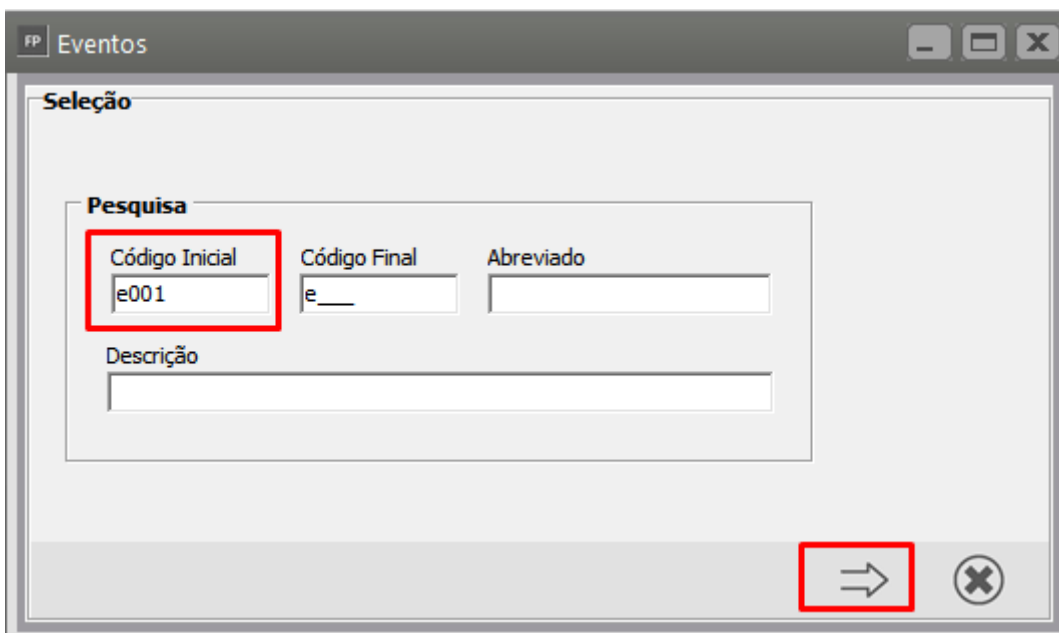 FP Eventos
Seleção
Pesquisa
Código Inicial Código Final Abreviado
e001 e___
Descrição